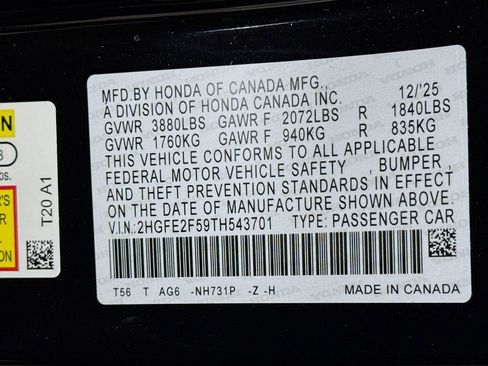 MFD.BY HONDA OF CANADA MFG.,
A DIVISION OF HONDA CANADA INC. 12/'25
GVWR 3880LBS GAWR F 2072LBS R 1840LBS
GVWR 1760KG GAWR F 940KG R 835KG
THIS VEHICLE CONFORMS TO ALL APPLICABLE
FEDERAL MOTOR VEHICLE SAFETY , BUMPER ,
AND THEFT PREVENTION STANDARDS IN EFFECT
ON THE DATE OF MANUFACTURE SHOWN ABOVE.
V.I.N: 2HGFE2F59TH543701 TYPE: PASSENGER CAR
T56 T AG6 -NH731P -Z -H MADE IN CANADA
T20 A1